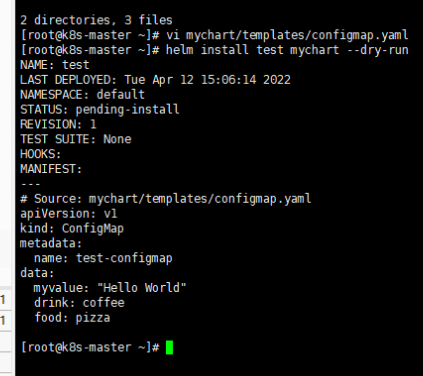 2 directories, 3 files
[root@k8s-master ~]# vi mychart/templates/configmap.yaml
[root@k8s-master ~]# helm install test mychart --dry-run
NAME: test
LAST DEPLOYED: Tue Apr 12 15:06:14 2022
NAMESPACE: default
STATUS: pending-install
REVISION: 1
TEST SUITE: None
HOOKS:
MANIFEST:
---
# Source: mychart/templates/configmap.yaml
apiVersion: v1
kind: ConfigMap
metadata:
  name: test-configmap
data:
  myvalue: "Hello World"
  drink: coffee
  food: pizza
[root@k8s-master ~]#
1
1